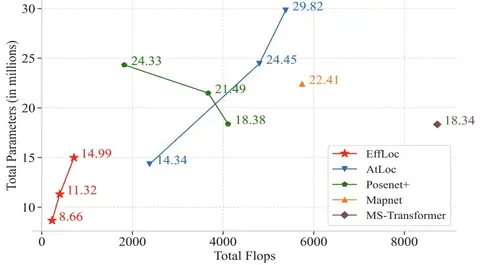 30
29.82
25
24.33
24.45
22.41
21.49
20
18.38
18.34
15
14.99
14.34
11.32
10
8.66
EffLoc
AtLoc
Posenet+
Mapnet
MS-Transformer
0 2000 4000 6000 8000
Total Flops
Total Parameters (in millions)